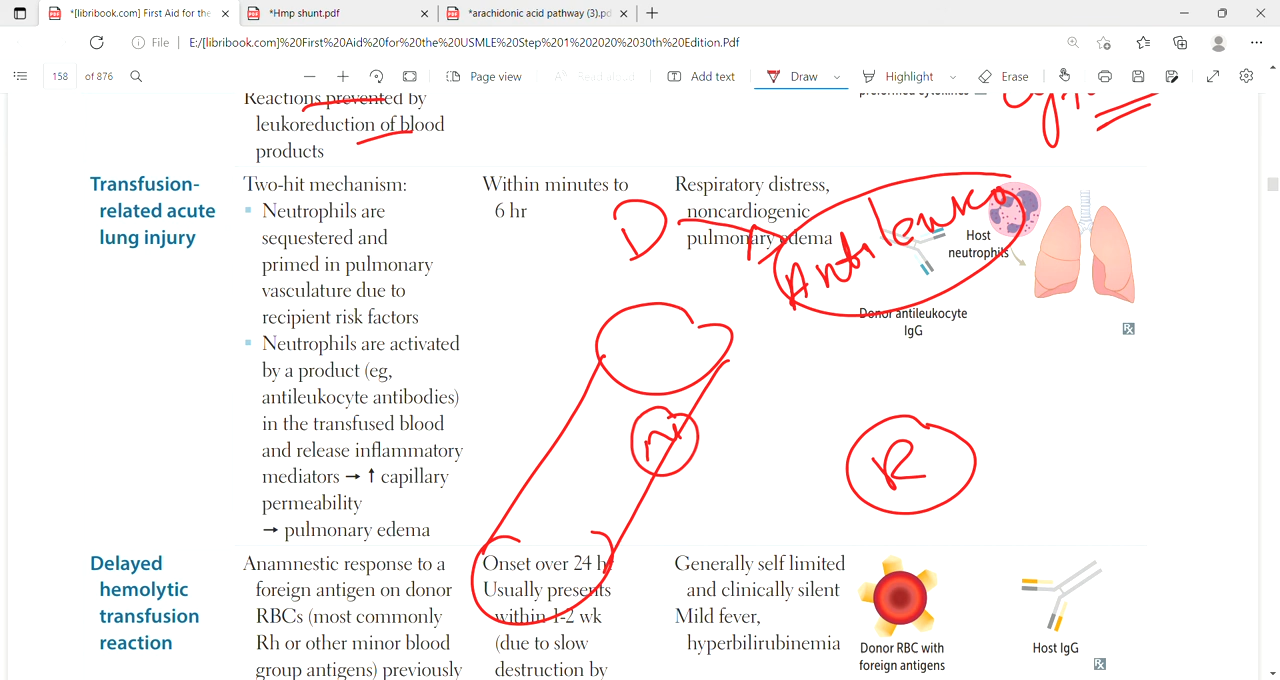 *[libribook.com] First Aid for the
*Hmp shunt.pdf
*arachidonic acid pathway (3).pd
File
E:/[libribook.com]%20First%20Aid%20for%20the%20USMLE%20Step%201%202020%2030th%20Edition.Pdf
158 of 876
Page view
Read aloud
Add text
Draw
Highlight
Erase
Reactions prevented by
leukoreduction of blood
products
preformed cytokines
Transfusion-
related acute
lung injury
Two-hit mechanism:
Neutrophils are
sequestered and
primed in pulmonary
vasculature due to
recipient risk factors
Neutrophils are activated
by a product (eg,
antileukocyte antibodies)
in the transfused blood
and release inflammatory
mediators → ↑ capillary
permeability
→ pulmonary edema
Within minutes to
6 hr
Respiratory distress,
noncardiogenic
pulmonary edema
D
Antileuko
Host
neutrophils
Donor antileukocyte
IgG
N
R
Delayed
hemolytic
transfusion
reaction
Anamnestic response to a
foreign antigen on donor
RBCs (most commonly
Rh or other minor blood
group antigens) previously
Onset over 24 hr
Usually presents
within 1-2 wk
(due to slow
destruction by
Generally self limited
and clinically silent
Mild fever,
hyperbilirubinemia
Donor RBC with
foreign antigens
Host IgG